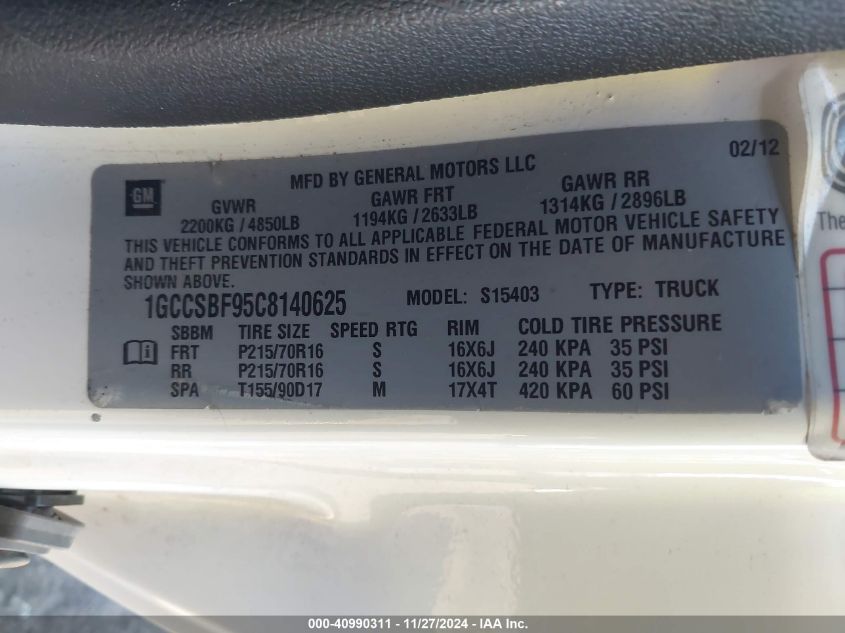 02/12
MFD BY GENERAL MOTORS LLC
GM
GVWR GAWR FRT GAWR RR
2200KG / 4850LB 1194KG / 2633LB 1314KG / 2896LB
THIS VEHICLE CONFORMS TO ALL APPLICABLE FEDERAL MOTOR VEHICLE SAFETY
AND THEFT PREVENTION STANDARDS IN EFFECT ON THE DATE OF MANUFACTURE
SHOWN ABOVE.
1GCCSBF95C8140625 MODEL: S15403 TYPE: TRUCK
SBBM TIRE SIZE SPEED RTG RIM COLD TIRE PRESSURE
FRT P215/70R16 S 16X6J 240 KPA 35 PSI
RR P215/70R16 S 16X6J 240 KPA 35 PSI
SPA T155/90D17 M 17X4T 420 KPA 60 PSI
The
000-40990311 - 11/27/2024 - IAA Inc.